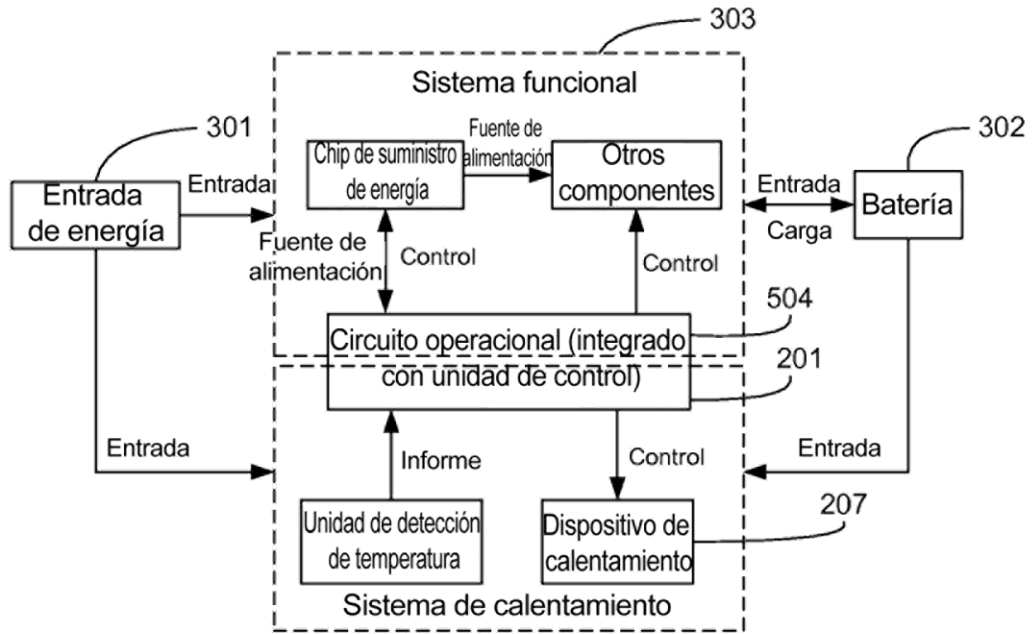 303
Sistema funcional
301
302
Fuente de
alimentación
Chip de suministro
de energía
Otros
componentes
Entrada
de energía
Entrada
Entrada
Carga
Batería
Fuente de
alimentación
Control
Control
504
Circuito operacional (integrado
con unidad de control)
201
Entrada
Informe
Control
Entrada
207
Unidad de detección
de temperatura
Dispositivo de
calentamiento
Sistema de calentamiento